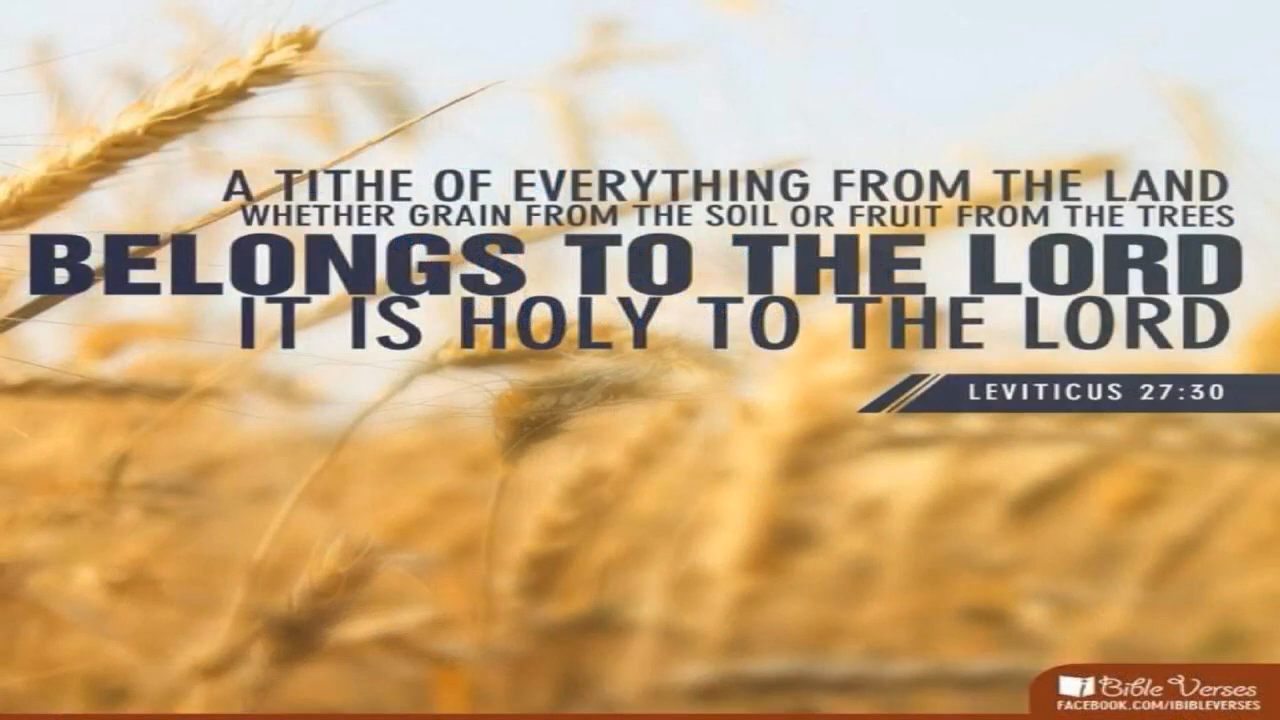 A TITHE OF EVERYTHING FROM THE LAND
WHETHER GRAIN FROM THE SOIL OR FRUIT FROM THE TREES
BELONGS TO THE LORD
IT IS HOLY TO THE LORD
LEVITICUS 27:30
i Bible Verses
FACEBOOK.COM/IBIBLEVERSES